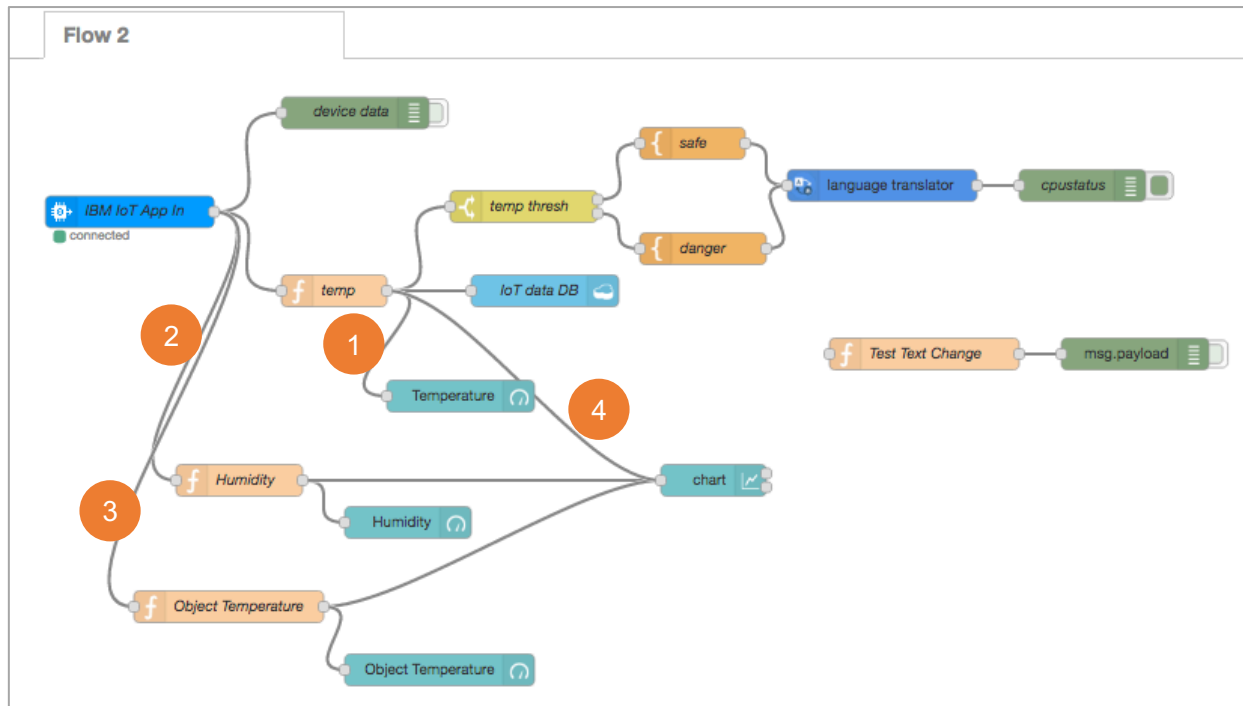 Flow 2
device data
safe
IBM IoT App In
connected
temp thresh
language translator
cpustatus
danger
temp
IoT data DB
2
1
Test Text Change
msg.payload
Temperature
4
Humidity
chart
3
Humidity
Object Temperature
Object Temperature